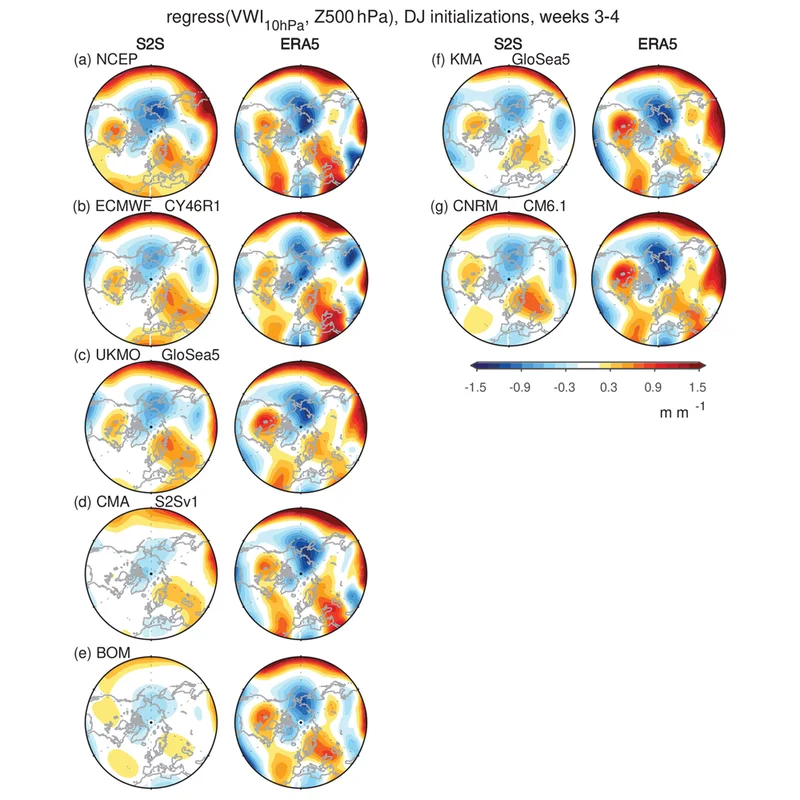 regress(VWI10hPa, Z500 hPa), DJ initializations, weeks 3-4
S2S ERA5
(a) NCEP
(b) ECMWF CY46R1
(c) UKMO GloSea5
(d) CMA S2Sv1
(e) BOM
S2S ERA5
(f) KMA GloSea5
(g) CNRM CM6.1
-1.5 -0.9 -0.3 0.3 0.9 1.5
m m -1